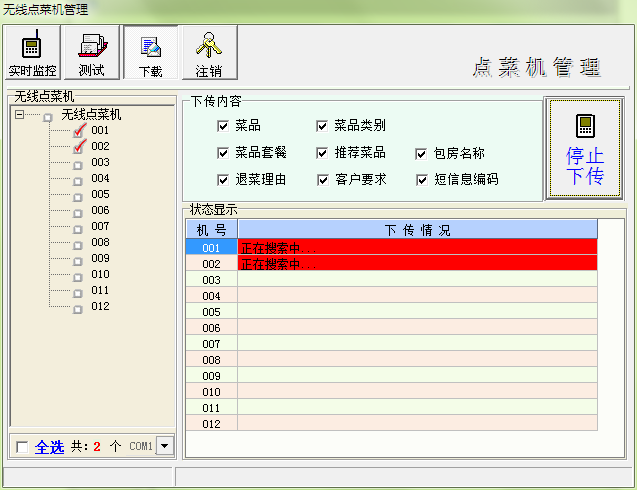 无线点菜机管理
实时监控 测试 下载 注销
点菜机管理
无线点菜机
无线点菜机
001
002
003
004
005
006
007
008
009
010
011
012
全选 共: 2 个 COM1
下传内容
菜品 菜品类别
菜品套餐 推荐菜品 包房名称
退菜理由 客户要求 短信息编码
停止
下传
状态显示
机号 下传情况
001 正在搜索中...
002 正在搜索中...
003
004
005
006
007
008
009
010
011
012